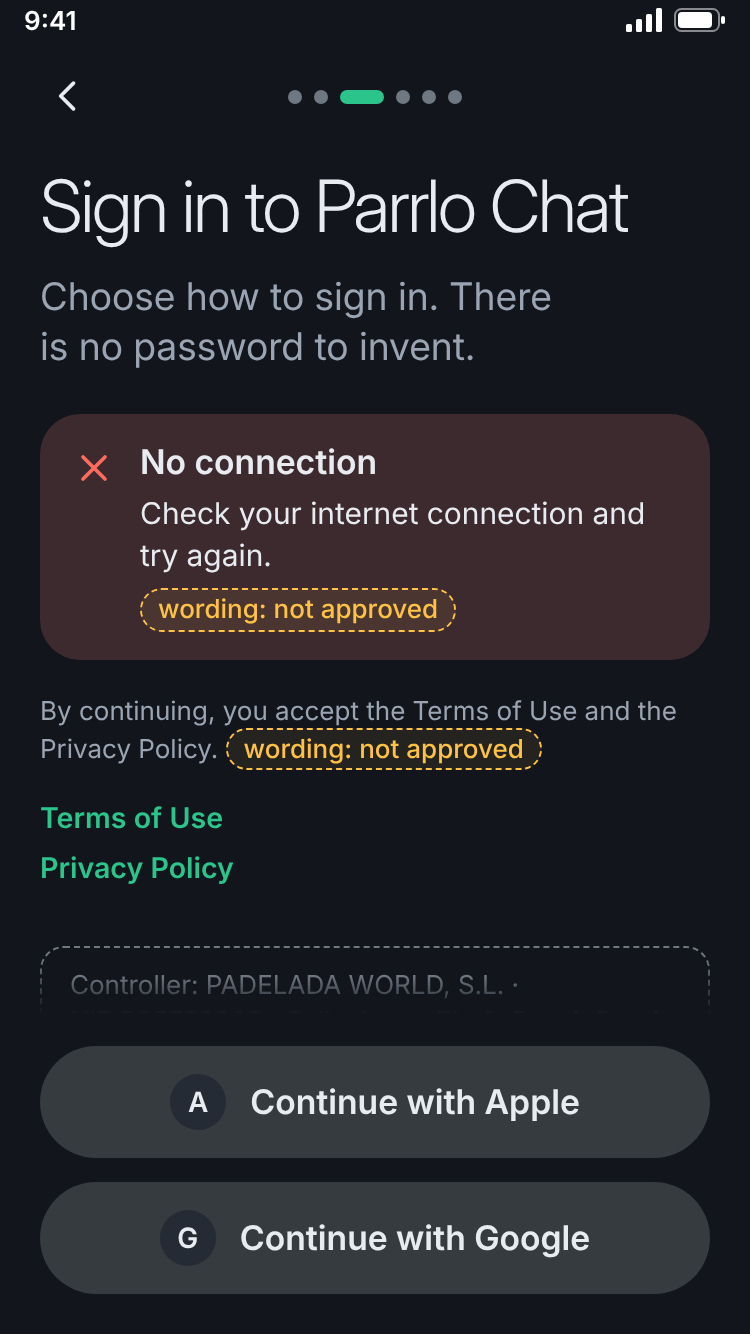 9:41
Sign in to Parrlo Chat
Choose how to sign in. There
is no password to invent.
No connection
Check your internet connection and
try again.
wording: not approved
By continuing, you accept the Terms of Use and the
Privacy Policy. wording: not approved
Terms of Use
Privacy Policy
Controller: PADELADA WORLD, S.L. ·
A Continue with Apple
G Continue with Google